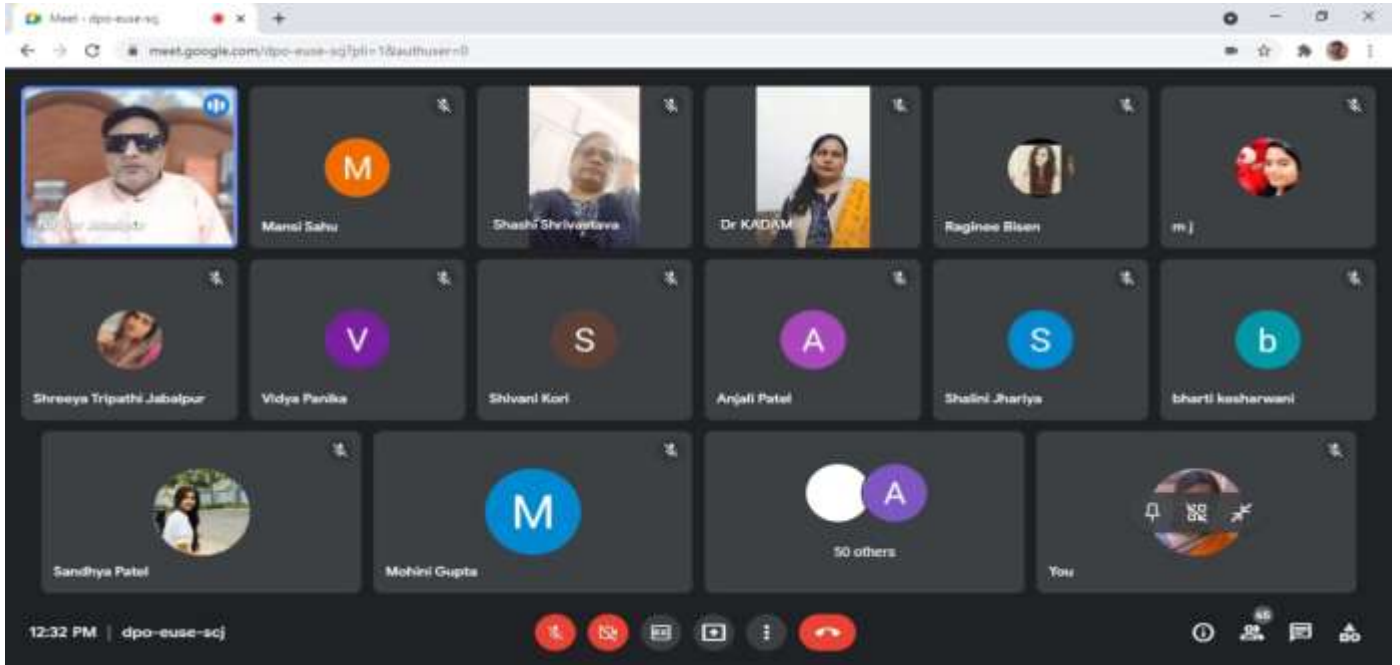 Meet - dpo-euse-scj
meet.google.com/dpo-euse-scj?pli=1&authuser=0
Mansi Sahu
M
Shashi Shrivastava
Dr KADAM
Raginee Bisen
m j
Shreeya Tripathi Jabalpur
V
Vidya Panika
S
Shivani Kori
A
Anjali Patel
S
Shalini Jhariya
b
bharti kesharwani
Sandhya Patel
M
Mohini Gupta
A
50 others
You
12:32 PM | dpo-euse-scj
65